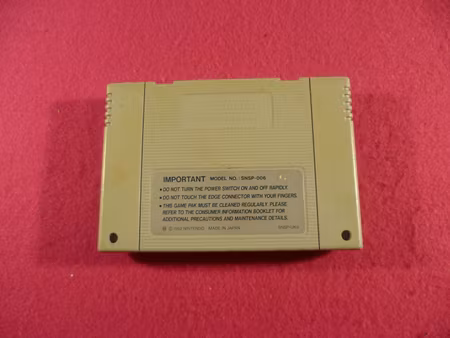 IMPORTANT MODEL NO.: SNSP-006
• DO NOT TURN THE POWER SWITCH ON AND OFF RAPIDLY.
• DO NOT TOUCH THE EDGE CONNECTOR WITH YOUR FINGERS.
• THIS GAME PAK MUST BE CLEANED REGULARLY. PLEASE
REFER TO THE CONSUMER INFORMATION BOOKLET FOR
ADDITIONAL PRECAUTIONS AND MAINTENANCE DETAILS.
NINTENDO MADE IN JAPAN